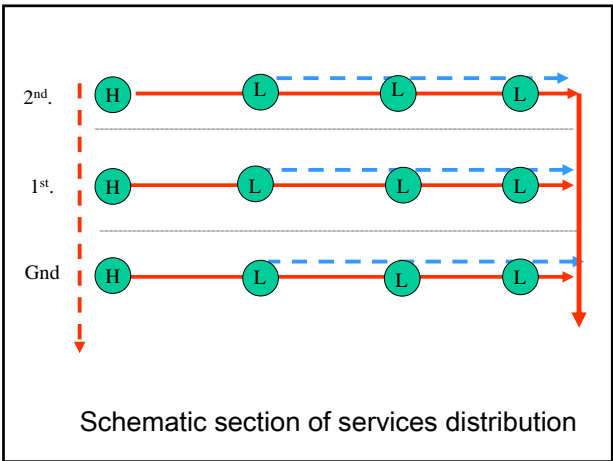 2nd. H L L L
1st. H L L L
Gnd H L L L
Schematic section of services distribution